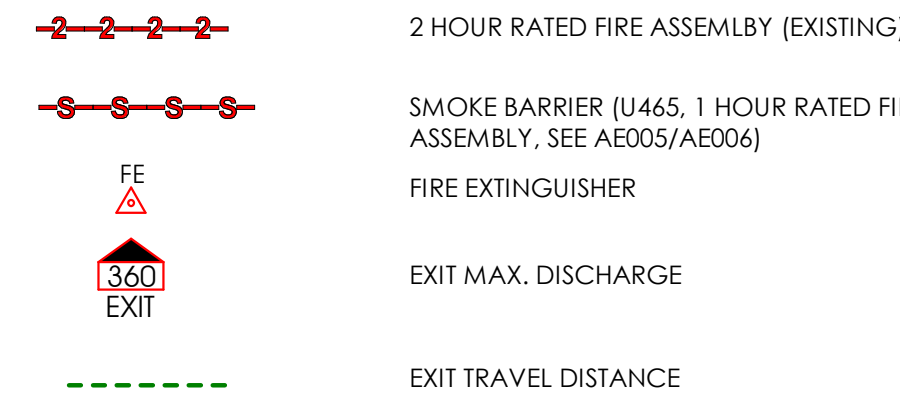 2 2 2 2 2 HOUR RATED FIRE ASSEMLBY (EXISTING)
S S S S SMOKE BARRIER (U465, 1 HOUR RATED
ASSEMBLY, SEE AE005/AE006)
FE
FIRE EXTINGUISHER
360
EXIT
EXIT MAX. DISCHARGE
EXIT TRAVEL DISTANCE